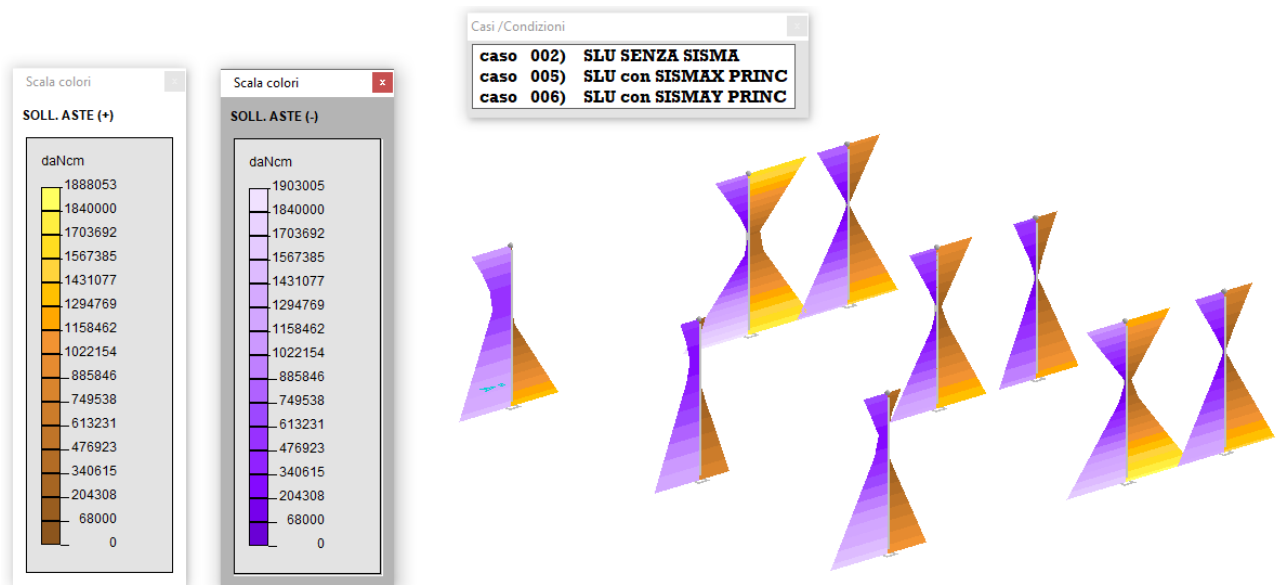 Casi /Condizioni
caso 002) SLU SENZA SISMA
caso 005) SLU con SISMAX PRINC
caso 006) SLU con SISMAY PRINC
Scala colori
SOLL. ASTE (+)
daNcm
1888053
1840000
1703692
1567385
1431077
1294769
1158462
1022154
885846
749538
613231
476923
340615
204308
68000
0
Scala colori
x
SOLL. ASTE (-)
daNcm
1903005
1840000
1703692
1567385
1431077
1294769
1158462
1022154
885846
749538
613231
476923
340615
204308
68000
0